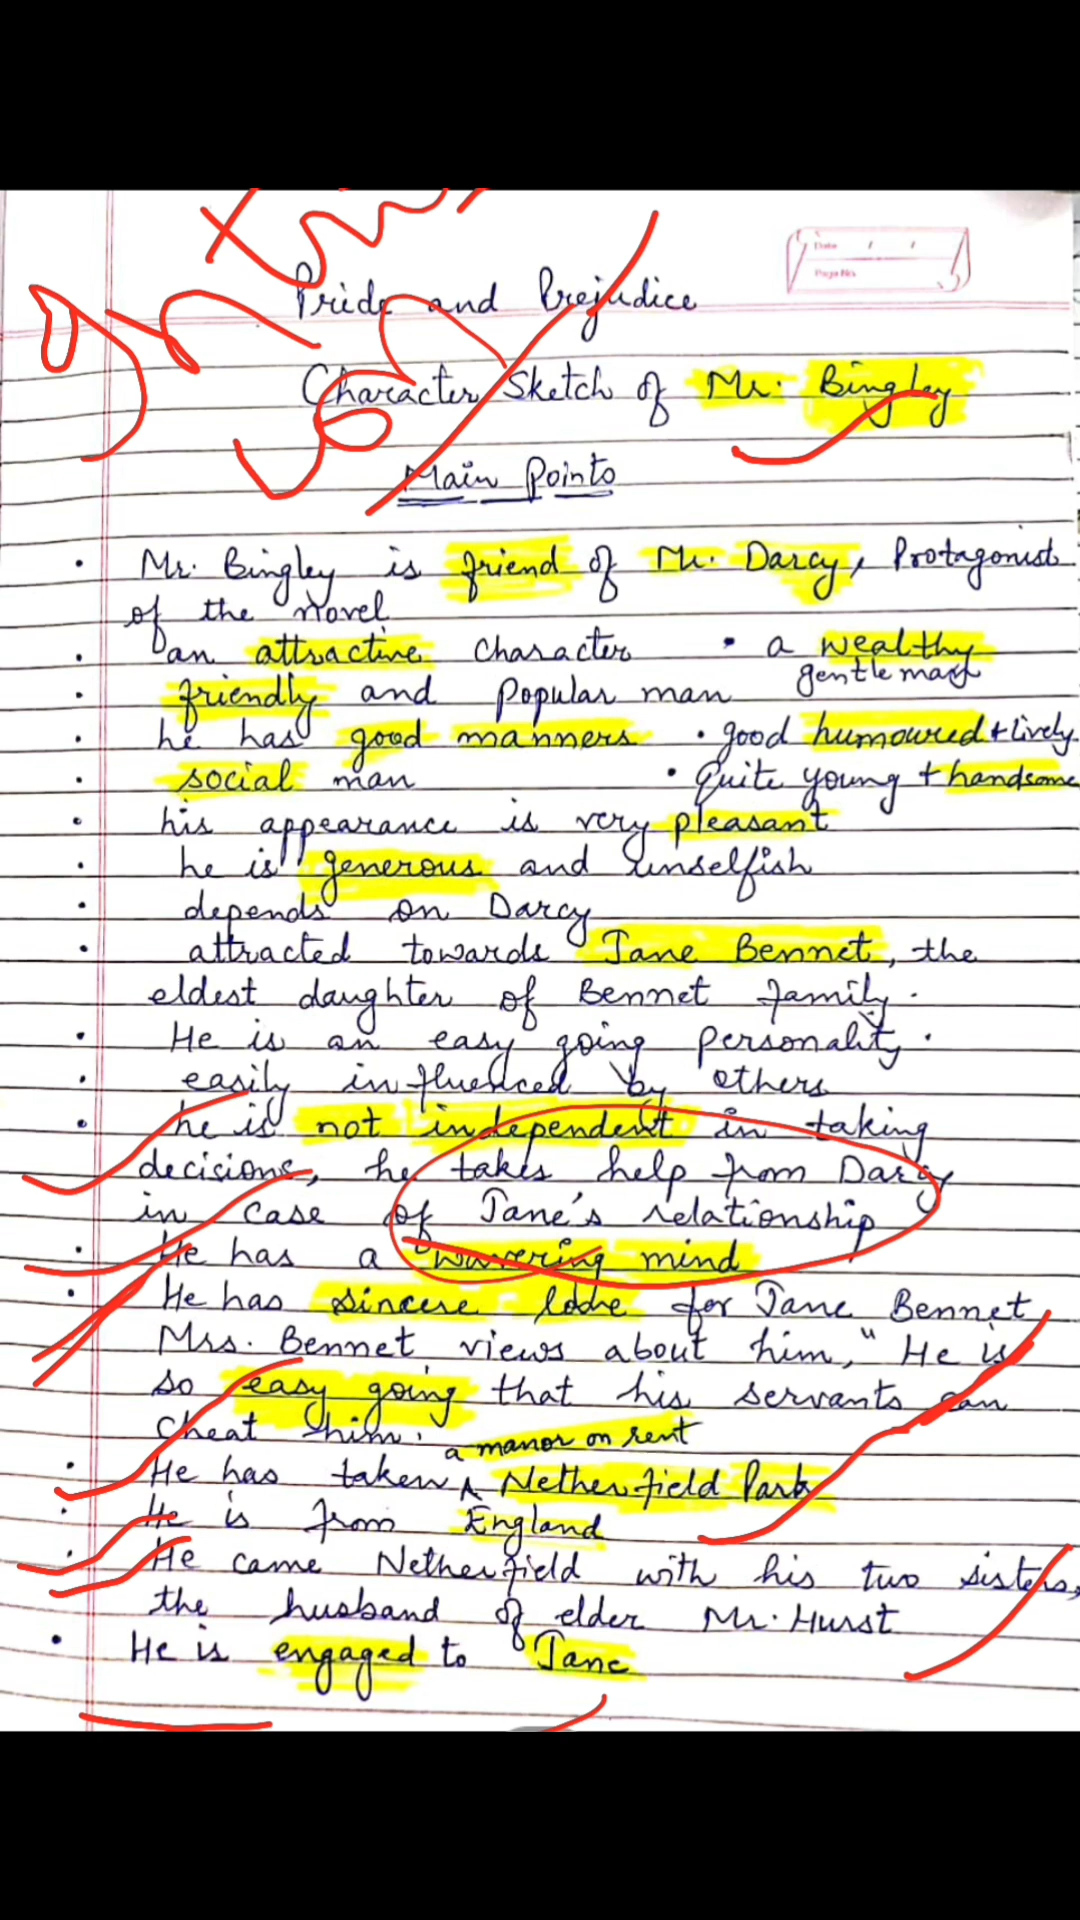 Date / /
Page No.
Pride and Prejudice
Character Sketch of Mr. Bingley
Main Points
• Mr. Bingley is friend of Mr. Darcy, Protagonist
of the novel
• an attractive character • a wealthy
gentle man
• friendly and Popular man
• he has good manners • good humoured + lively
• social man • Quite young + handsome
• his appearance is very pleasant
• he is generous and unselfish
• depends on Darcy
• attracted towards Jane Bennet, the
eldest daughter of Bennet family.
• He is an easy going personality.
• easily influenced by others
• he is not independent in taking
decisions, he takes help from Darcy
in case of Jane's relationship
• He has a wavering mind
• He has sincere love for Jane Bennet
Mrs. Bennet views about him, "He is
so easy going that his servants can
cheat him.
a manor on rent
• He has taken ^ Netherfield Park
• He is from England
• He came Netherfield with his two sisters,
the husband of elder Mr. Hurst
• He is engaged to Jane